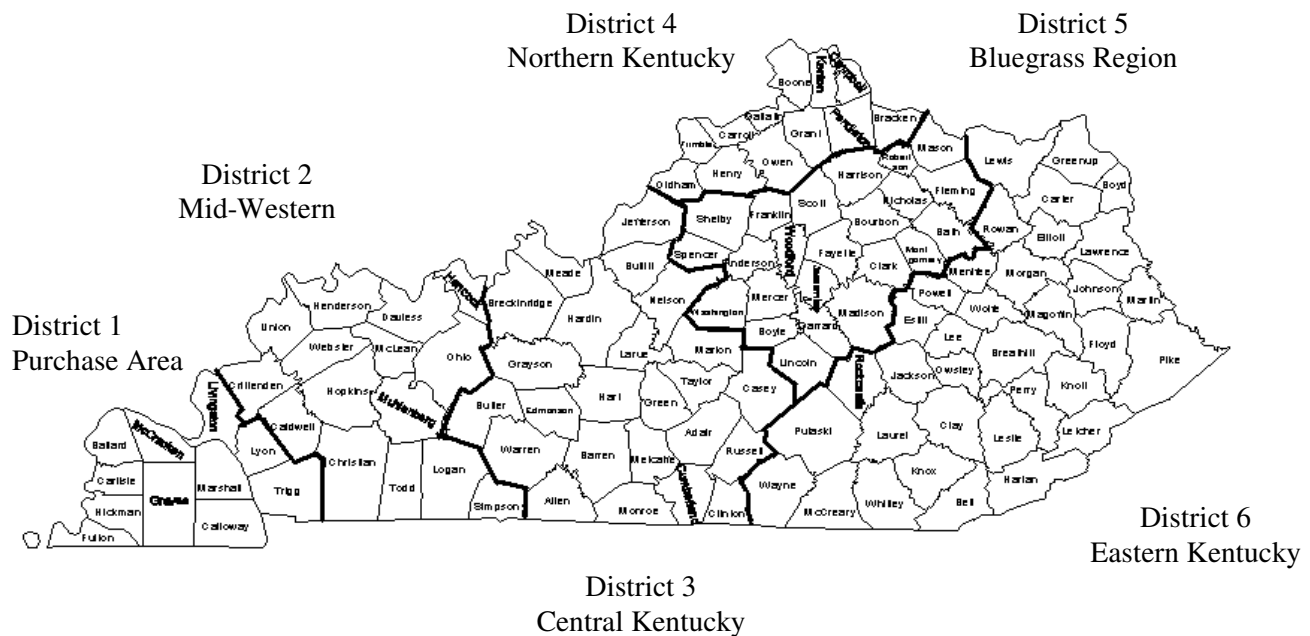 District 4
Northern Kentucky
District 5
Bluegrass Region
District 2
Mid-Western
District 1
Purchase Area
District 3
Central Kentucky
District 6
Eastern Kentucky
Boone
Kenton
Campbell
Gallatin
Carroll
Trimble
Grant
Pendleton
Bracken
Owen
Henry
Oldham
Mason
Robert
son
Harrison
Lewis
Greenup
Fleming
Nicholas
Boyd
Carter
Jefferson
Shelby
Franklin
Scott
Bourbon
Bath
Rowan
Elliott
Lawrence
Woodford
Fayette
Spencer
Anderson
Bullitt
Clark
Mont
gomery
Menifee
Morgan
Johnson
Martin
Meade
Hancock
Breckinridge
Nelson
Mercer
Madison
Powell
Wolfe
Magoffin
Henderson
Daviess
Union
Hardin
Washington
Boyle
Garrard
Estill
Lee
Floyd
Pike
Webster
McLean
Ohio
Grayson
Larue
Marion
Lincoln
Breathitt
Crittenden
Livingston
Hopkins
Muhlenberg
Butler
Edmonson
Hart
Green
Taylor
Casey
Rockcastle
Jackson
Owsley
Perry
Knott
Caldwell
Lyon
McCracken
Ballard
Christian
Warren
Barren
Metcalfe
Adair
Russell
Pulaski
Laurel
Clay
Leslie
Letcher
Carlisle
Graves
Marshall
Trigg
Todd
Logan
Simpson
Allen
Monroe
Cumberland
Clinton
Wayne
McCreary
Whitley
Knox
Bell
Harlan
Hickman
Fulton
Calloway